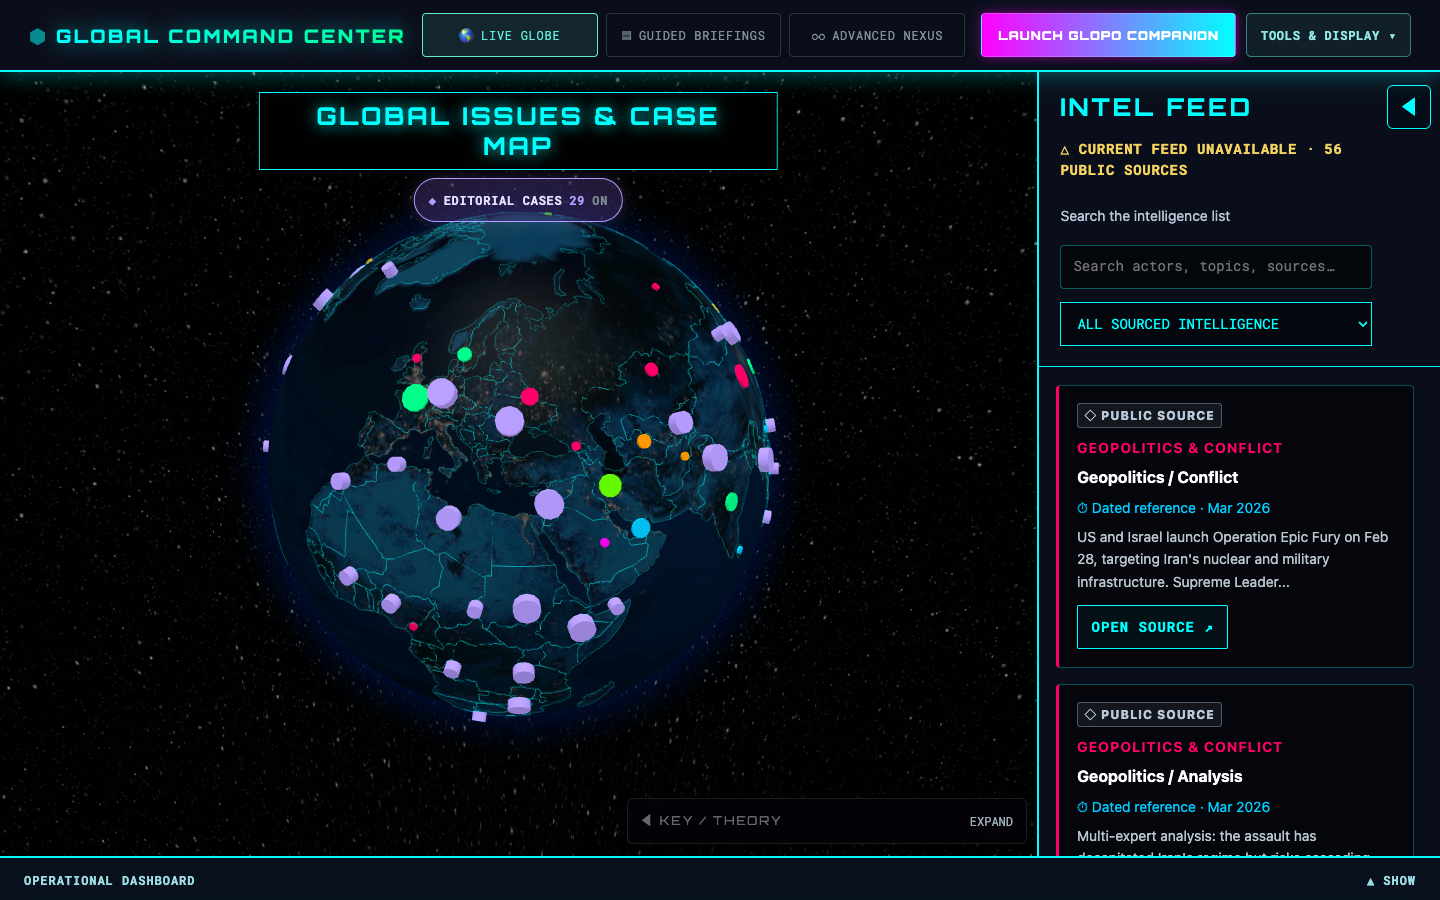 GLOBAL COMMAND CENTER
LIVE GLOBE
GUIDED BRIEFINGS
ADVANCED NEXUS
LAUNCH GLOPO COMPANION
TOOLS & DISPLAY ▾
GLOBAL ISSUES & CASE
MAP
◆ EDITORIAL CASES 29 ON
◀ KEY / THEORY
EXPAND
INTEL FEED
△ CURRENT FEED UNAVAILABLE · 56
PUBLIC SOURCES
Search the intelligence list
Search actors, topics, sources…
ALL SOURCED INTELLIGENCE
◇ PUBLIC SOURCE
GEOPOLITICS & CONFLICT
Geopolitics / Conflict
⏱ Dated reference · Mar 2026
US and Israel launch Operation Epic Fury on Feb
28, targeting Iran's nuclear and military
infrastructure. Supreme Leader...
OPEN SOURCE ↗
◇ PUBLIC SOURCE
GEOPOLITICS & CONFLICT
Geopolitics / Analysis
⏱ Dated reference · Mar 2026
Multi-expert analysis: the assault has
OPERATIONAL DASHBOARD
▲ SHOW